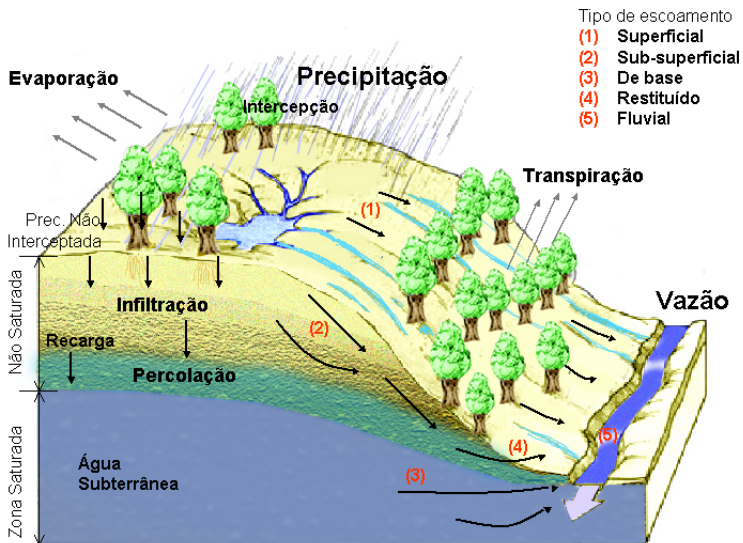 Tipo de escoamento
(1) Superficial
(2) Sub-superficial
(3) De base
(4) Restituído
(5) Fluvial
Evaporação
Precipitação
Intercepção
Transpiração
(1)
Prec. Não
Interceptada
Vazão
Infiltração
(2)
Não Saturada
Recarga
Percolação
(5)
(4)
Água
Subterrânea
(3)
Zona Saturada